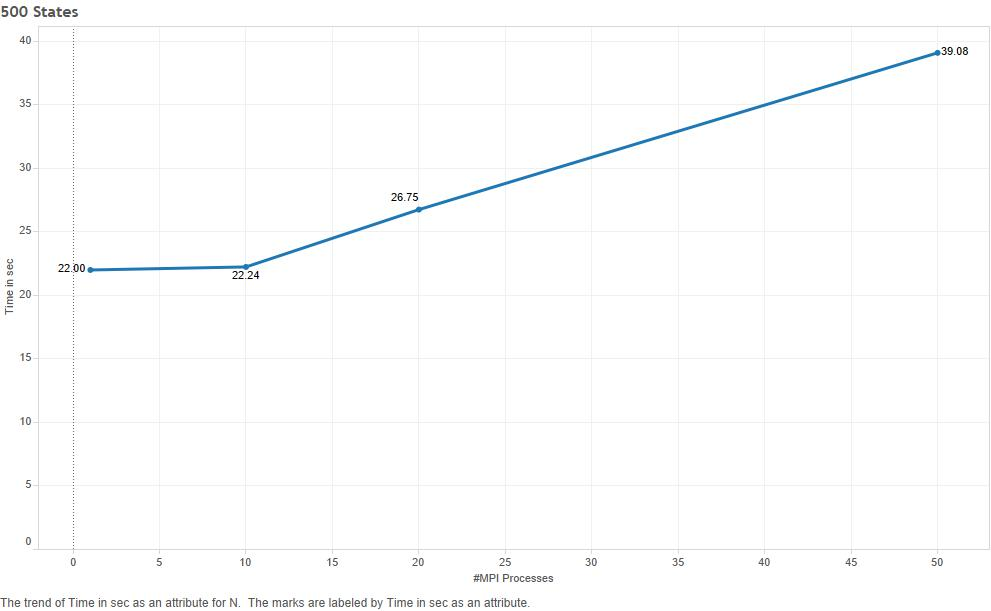 500 States
40
35
30
25
20
15
10
5
0
Time in sec
22.00
22.24
26.75
39.08
0 5 10 15 20 25 30 35 40 45 50
#MPI Processes
The trend of Time in sec as an attribute for N.  The marks are labeled by Time in sec as an attribute.